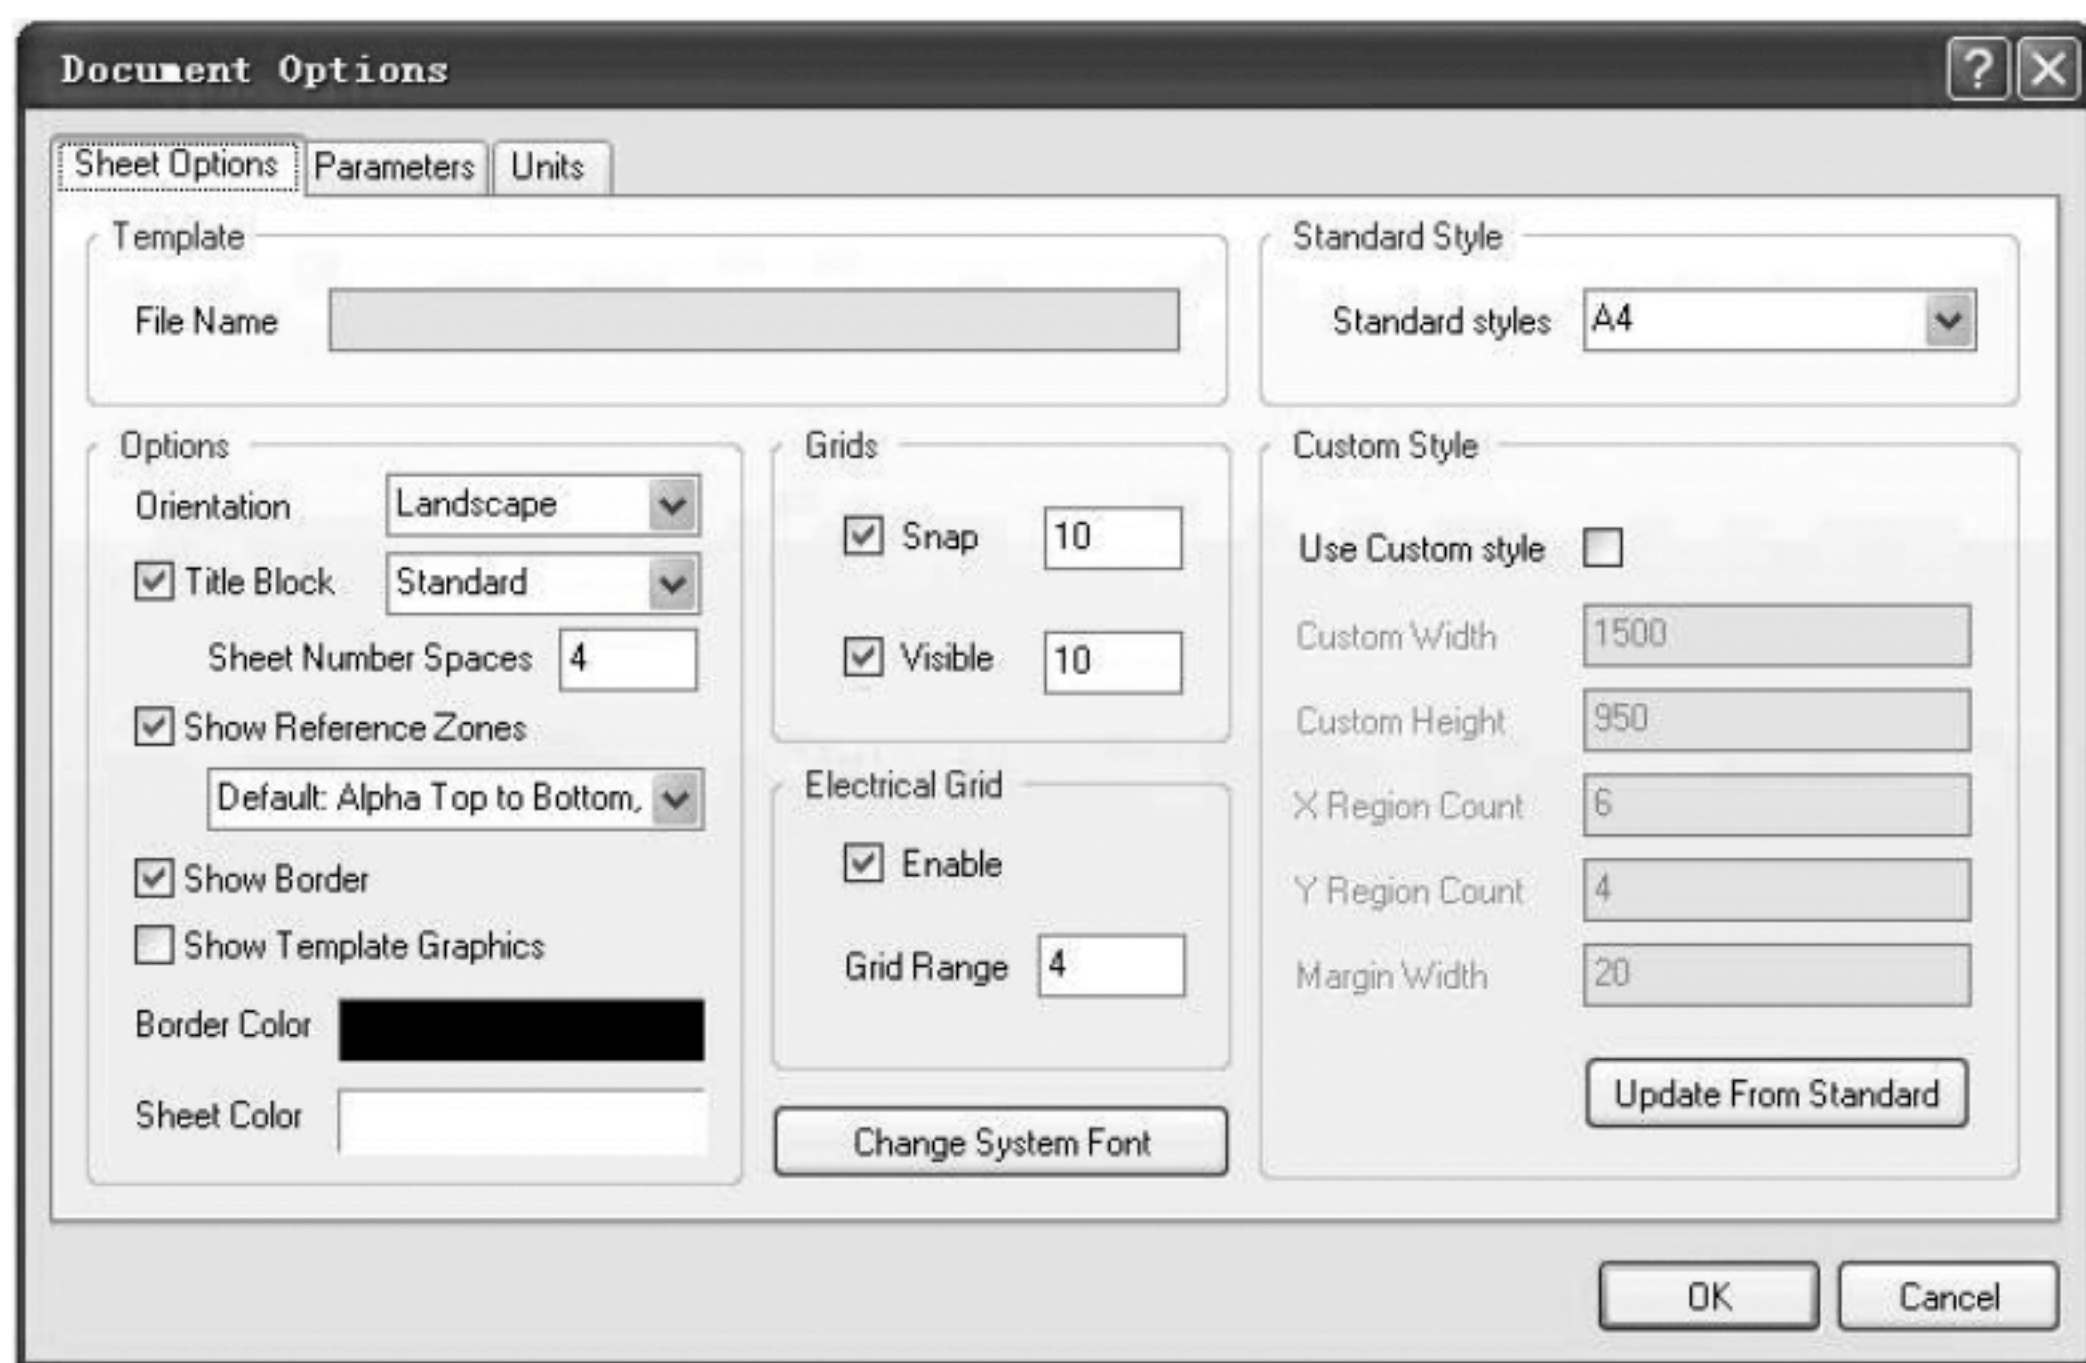 Document Options
Sheet Options Parameters Units
Template
File Name
Standard Style
Standard styles A4
Options
Orientation Landscape
Title Block Standard
Sheet Number Spaces 4
Show Reference Zones
Default: Alpha Top to Bottom,
Show Border
Show Template Graphics
Border Color
Sheet Color
Grids
Snap 10
Visible 10
Electrical Grid
Enable
Grid Range 4
Change System Font
Custom Style
Use Custom style
Custom Width 1500
Custom Height 950
X Region Count 6
Y Region Count 4
Margin Width 20
Update From Standard
OK Cancel